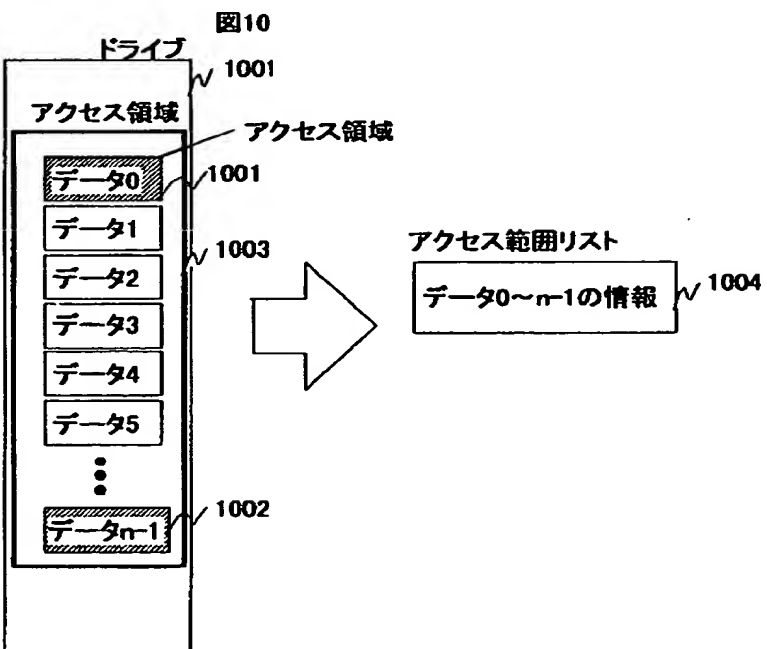 図10
ドライブ
1001
アクセス領域
アクセス領域
データ0
1001
データ1
1003
データ2
データ3
データ4
データ5
データn-1
1002
アクセス範囲リスト
データ0～n-1の情報
1004